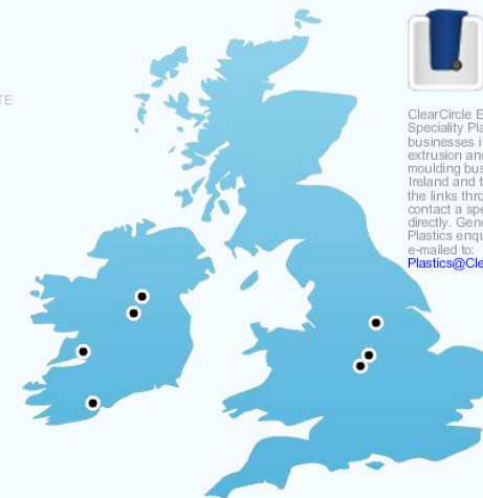 TE
ClearCircle E
Speciality Pla
businesses i
extrusion and
moulding bus
Ireland and t
the links thro
contact a spe
directly. Gen
Plastics enqu
e-mailed to:
Plastics@Cle